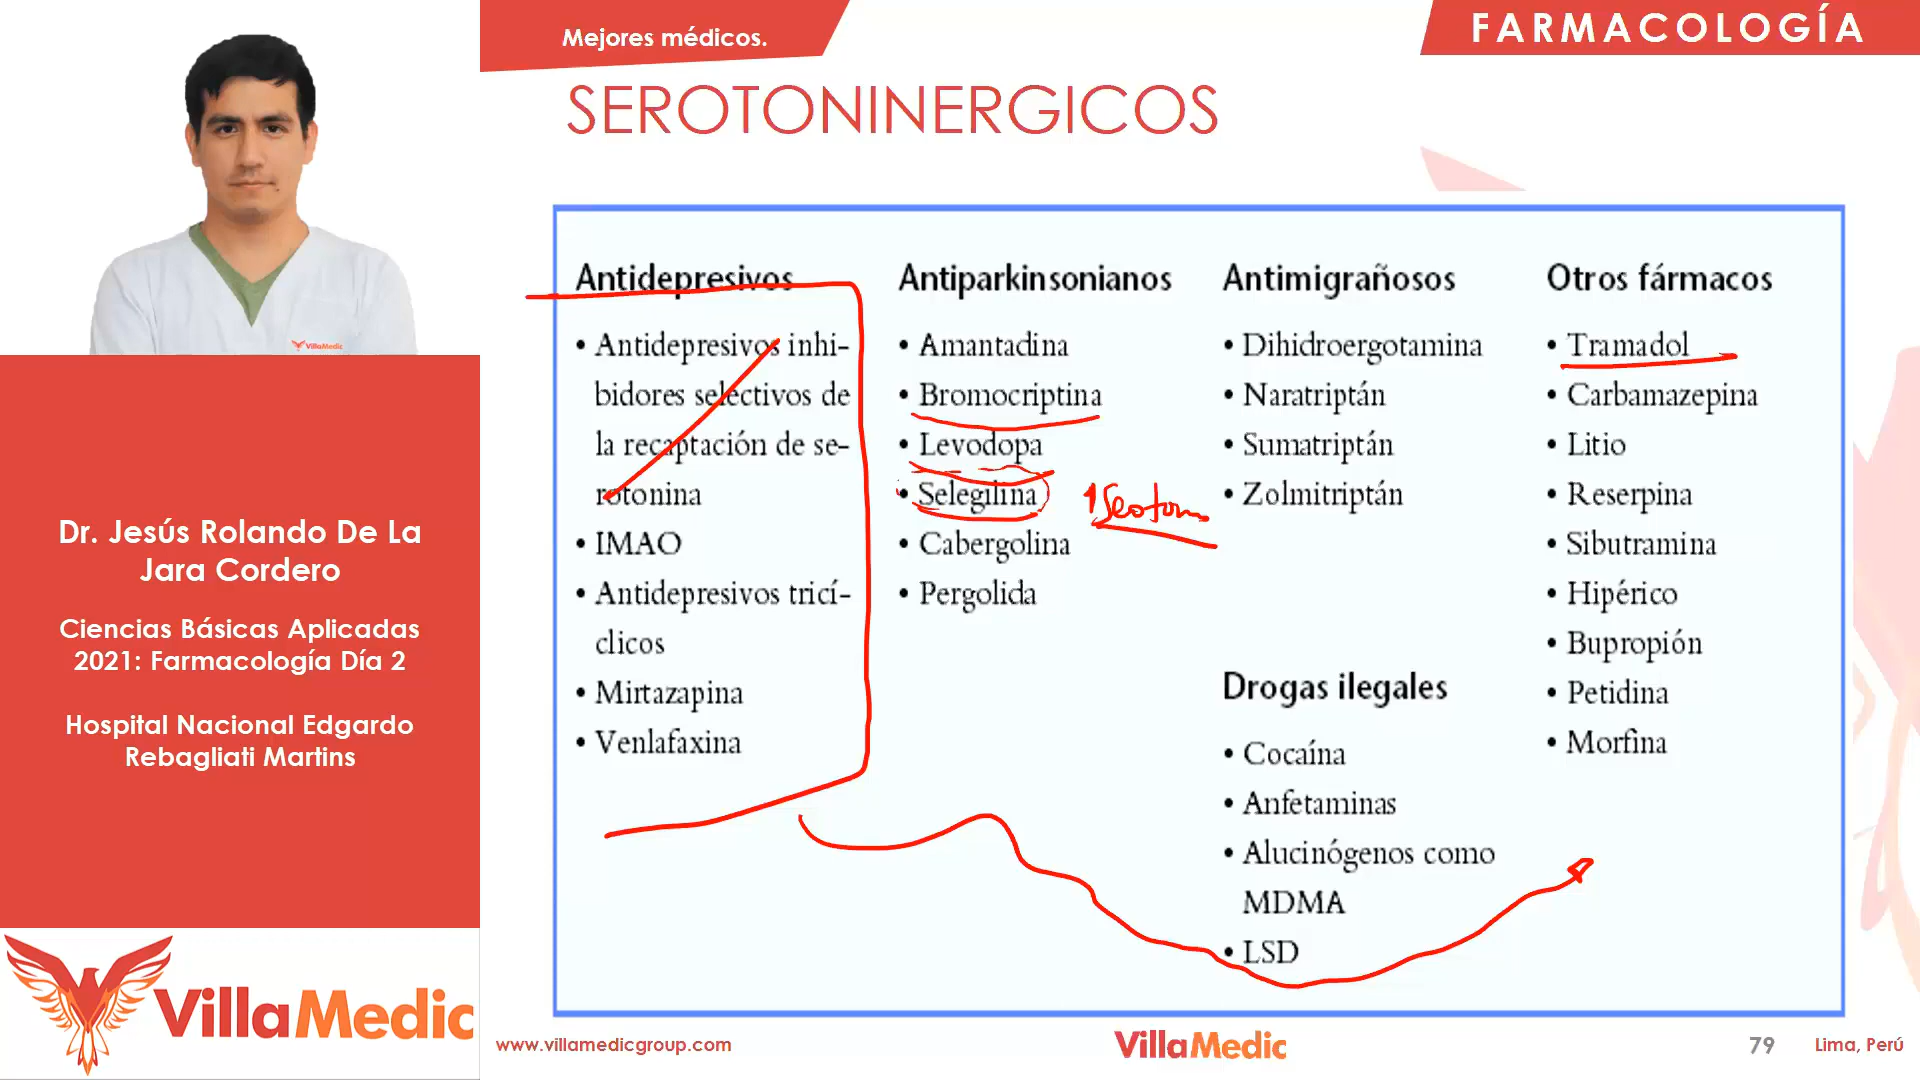 Mejores médicos.
FARMACOLOGÍA
SEROTONINERGICOS
VillaMedic
Dr. Jesús Rolando De La
Jara Cordero
Ciencias Básicas Aplicadas
2021: Farmacología Día 2
Hospital Nacional Edgardo
Rebagliati Martins
VillaMedic
Antidepresivos
• Antidepresivos inhi-
bidores selectivos de
la recaptación de se-
rotonina
• IMAO
• Antidepresivos tricí-
clicos
• Mirtazapina
• Venlafaxina
Antiparkinsonianos
• Amantadina
• Bromocriptina
• Levodopa
• Selegilina
• Cabergolina
• Pergolida
Antimigrañosos
• Dihidroergotamina
• Naratriptán
• Sumatriptán
• Zolmitriptán
Drogas ilegales
• Cocaína
• Anfetaminas
• Alucinógenos como
MDMA
• LSD
Otros fármacos
• Tramadol
• Carbamazepina
• Litio
• Reserpina
• Sibutramina
• Hipérico
• Bupropión
• Petidina
• Morfina
www.villamedicgroup.com
VillaMedic
79
Lima, Perú